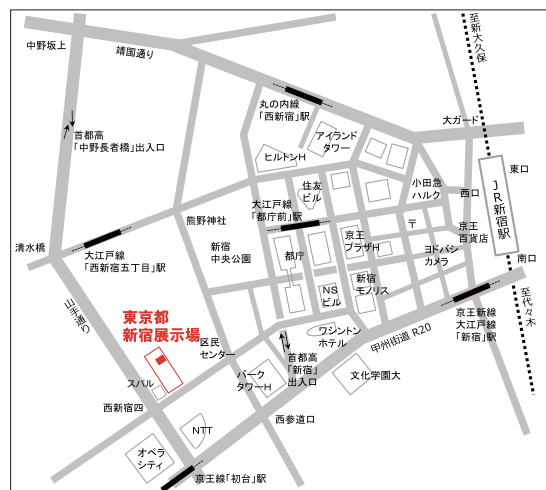 中野坂上
靖国通り
至新大久保
首都高
「中野長者橋」出入口
丸の内線
「西新宿」駅
アイランド
タワー
大ガード
ヒルトンH
東口
小田急
ハルク
西口
JR新宿駅
住友
ビル
大江戸線
「都庁前」駅
熊野神社
〒
京王
百貨店
清水橋
大江戸線
「西新宿五丁目」駅
新宿
中央公園
都庁
京王
プラザH
ヨドバシ
カメラ
南口
新宿
モノリス
NS
ビル
至代々木
山手通り
東京都
新宿展示場
区民
センター
ワシントン
ホテル
甲州街道 R20
京王新線
大江戸線
「新宿」駅
首都高
「新宿」
出入口
スバル
パーク
タワーH
文化学園大
西新宿四
西参道口
NTT
オペラ
シティ
京王線「初台」駅